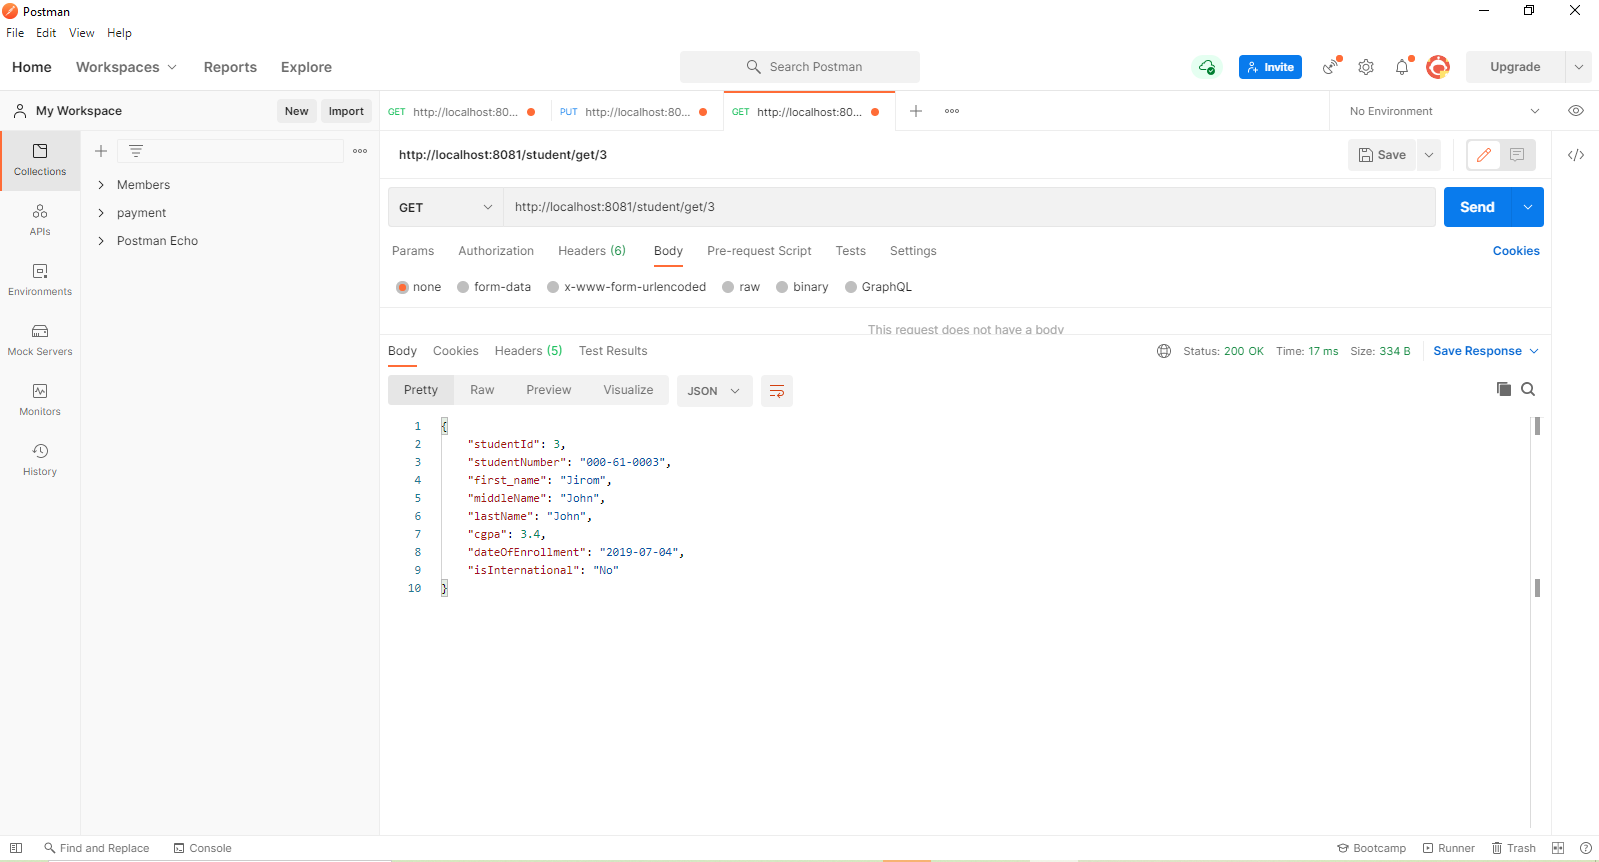 Postman
File Edit View Help
Home Workspaces Reports Explore Search Postman Invite Upgrade
My Workspace New Import GET http://localhost:80... PUT http://localhost:80... GET http://localhost:80... No Environment
Collections
APIs
Environments
Mock Servers
Monitors
History
Members
payment
Postman Echo
http://localhost:8081/student/get/3 Save
GET http://localhost:8081/student/get/3 Send
Params Authorization Headers (6) Body Pre-request Script Tests Settings Cookies
none form-data x-www-form-urlencoded raw binary GraphQL
This request does not have a body
Body Cookies Headers (5) Test Results Status: 200 OK Time: 17 ms Size: 334 B Save Response
Pretty Raw Preview Visualize JSON
1 {
2 "studentId": 3,
3 "studentNumber": "000-61-0003",
4 "first_name": "Jirom",
5 "middleName": "John",
6 "lastName": "John",
7 "cgpa": 3.4,
8 "dateOfEnrollment": "2019-07-04",
9 "isInternational": "No"
10 }
Find and Replace Console Bootcamp Runner Trash